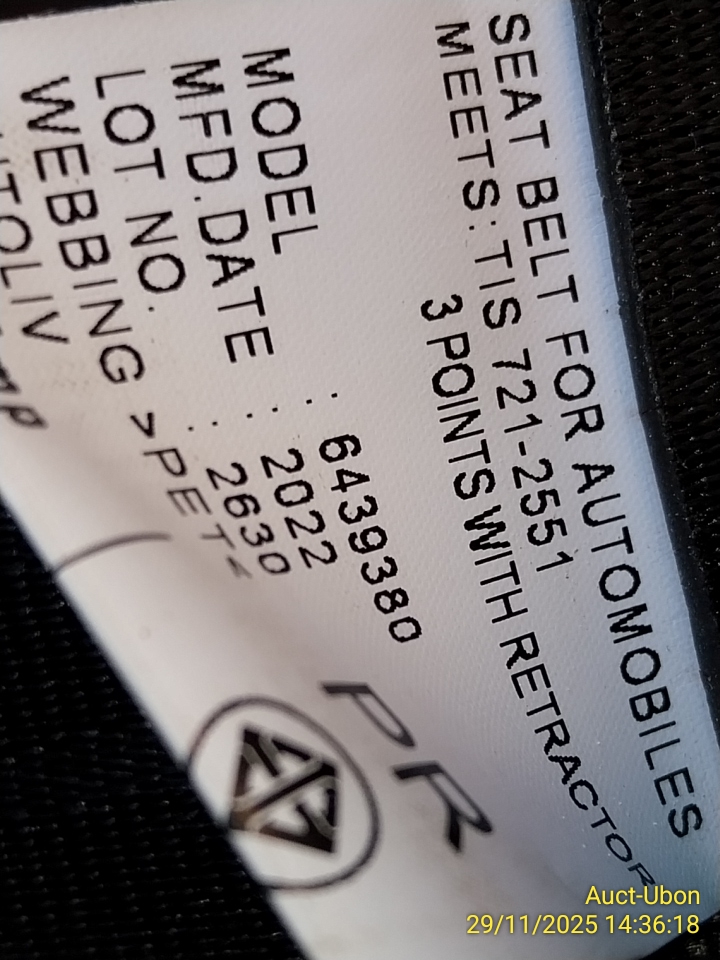 SEAT BELT FOR AUTOMOBILES
MEETS:TIS 721-2551
3 POINTS WITH RETRACTOR
MODEL : 6439380
MFD.DATE : 2022
LOT NO. : 2630
WEBBING >PET<
PR
Auct-Ubon
29/11/2025 14:36:18